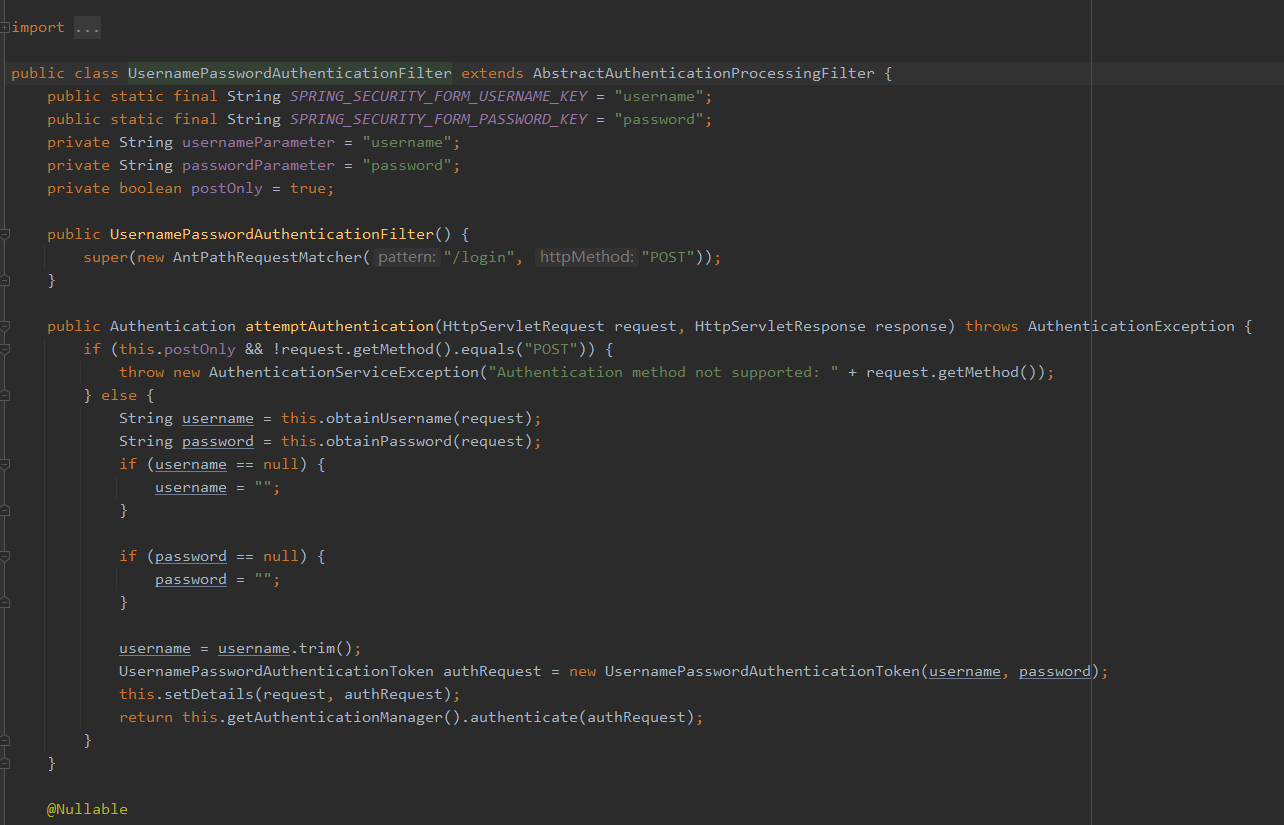 import ...
public class UsernamePasswordAuthenticationFilter extends AbstractAuthenticationProcessingFilter {
public static final String SPRING_SECURITY_FORM_USERNAME_KEY = "username";
public static final String SPRING_SECURITY_FORM_PASSWORD_KEY = "password";
private String usernameParameter = "username";
private String passwordParameter = "password";
private boolean postOnly = true;
public UsernamePasswordAuthenticationFilter() {
super(new AntPathRequestMatcher( pattern: "/login", httpMethod: "POST"));
}
public Authentication attemptAuthentication(HttpServletRequest request, HttpServletResponse response) throws AuthenticationException {
if (this.postOnly && !request.getMethod().equals("POST")) {
throw new AuthenticationServiceException("Authentication method not supported: " + request.getMethod());
} else {
String username = this.obtainUsername(request);
String password = this.obtainPassword(request);
if (username == null) {
username = "";
}
if (password == null) {
password = "";
}
username = username.trim();
UsernamePasswordAuthenticationToken authRequest = new UsernamePasswordAuthenticationToken(username, password);
this.setDetails(request, authRequest);
return this.getAuthenticationManager().authenticate(authRequest);
}
}
@Nullable